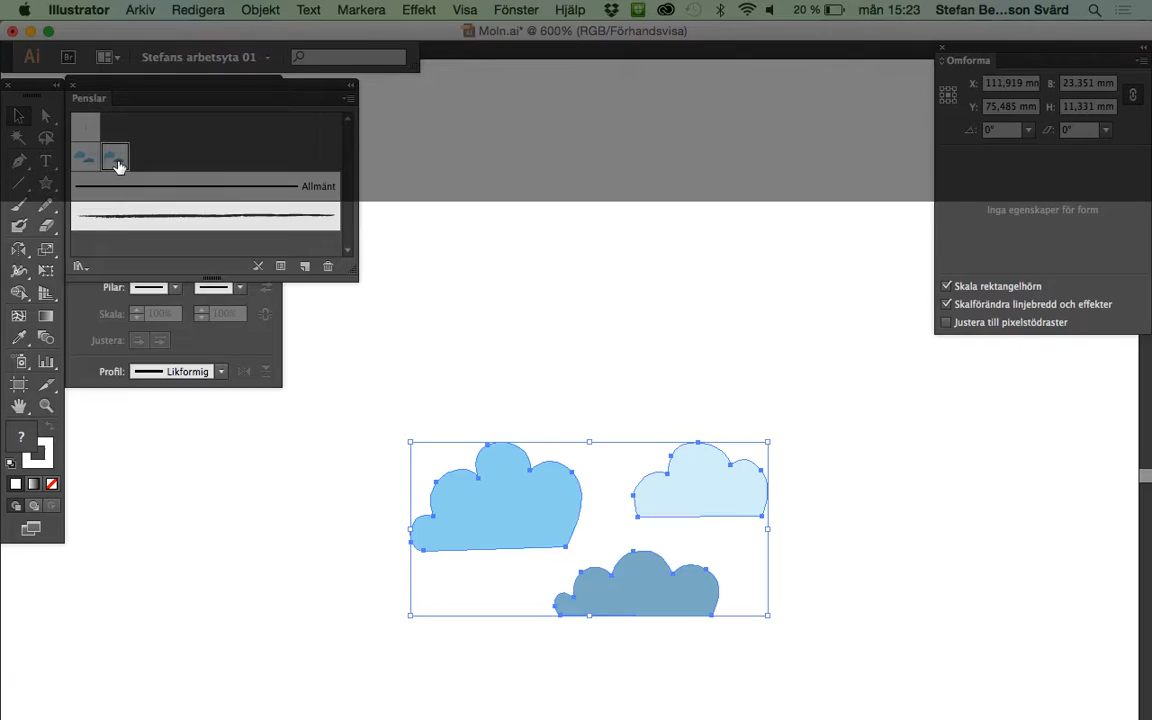 Illustrator Arkiv Redigera Objekt Text Markera Effekt Visa Fönster Hjälp 20 % mån 15:23 Stefan Be...son Svärd
Moln.ai* @ 600% (RGB/Förhandsvisa)
Ai Br Stefans arbetsyta 01
Omforma
Penslar
X: 111,919 mn B: 23,351 mm
Y: 75,485 mm H: 11,331 mm
0° 0°
Allmänt
Inga egenskaper för form
Pilar:
Skala rektangelhörn
Skalförändra linjebredd och effekter
Skala: 100% 100%
Justera till pixelstödraster
Justera:
Profil: Likformig
?